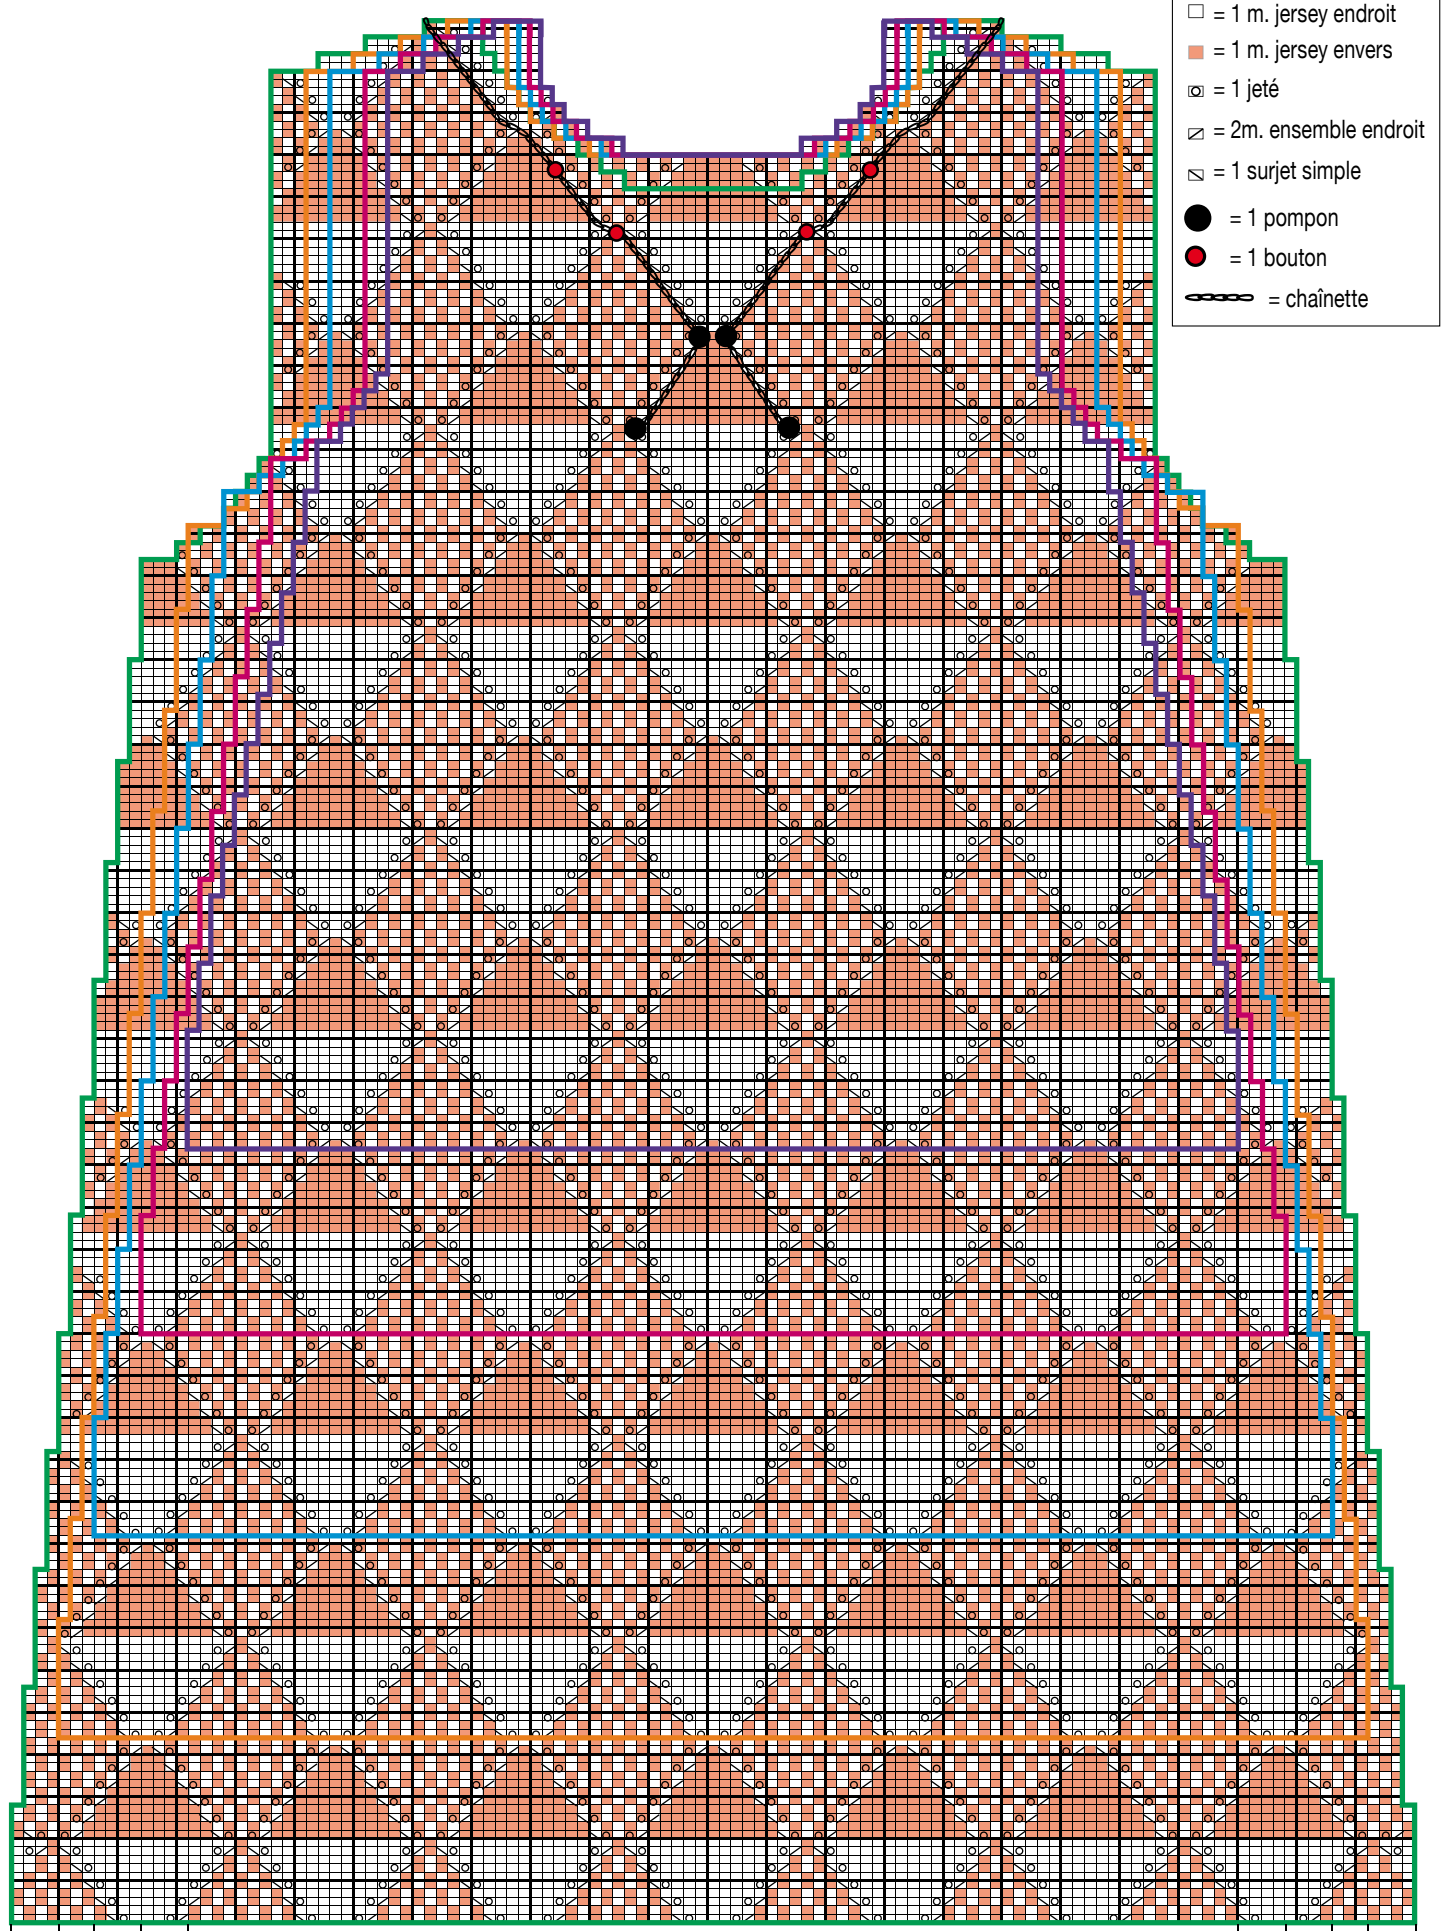 = 1 m. jersey endroit
= 1 m. jersey envers
= 1 jeté
= 2m. ensemble endroit
= 1 surjet simple
= 1 pompon
= 1 bouton
= chaînette